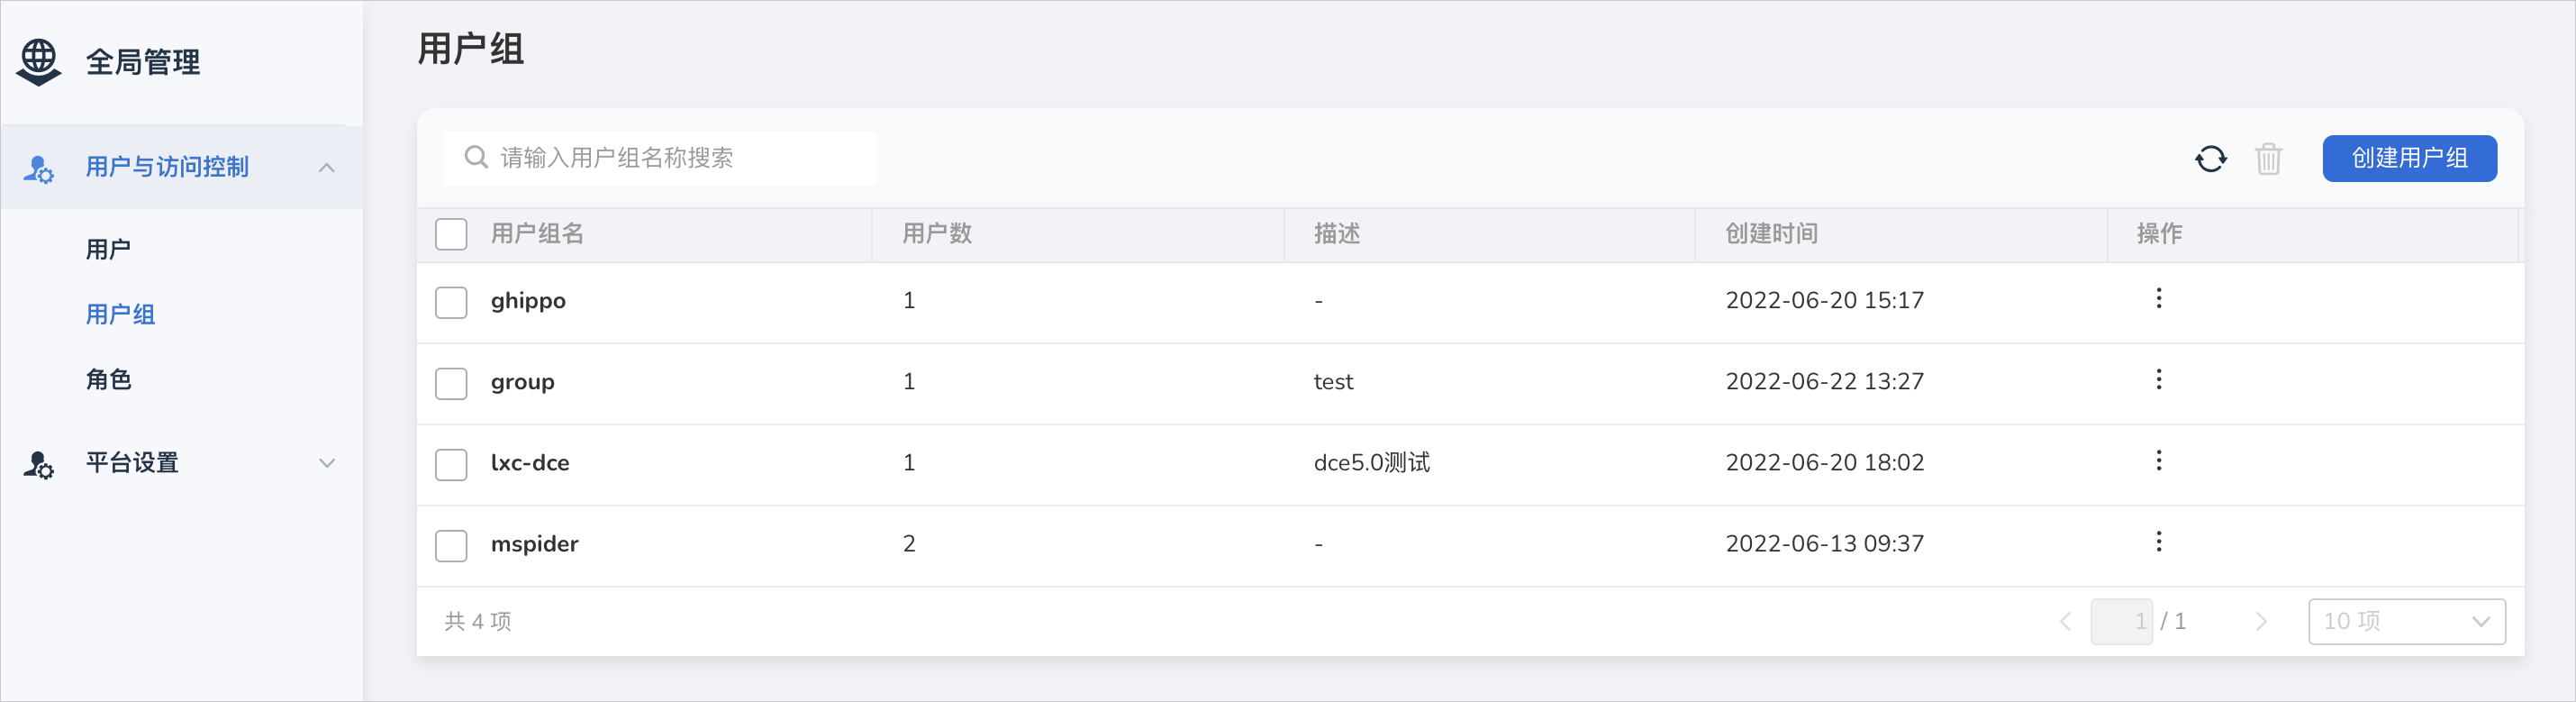 全局管理
用户与访问控制
用户
用户组
角色
平台设置
用户组
请输入用户组名称搜索
创建用户组
用户组名 用户数 描述 创建时间 操作
ghippo 1 - 2022-06-20 15:17
group 1 test 2022-06-22 13:27
lxc-dce 1 dce5.0测试 2022-06-20 18:02
mspider 2 - 2022-06-13 09:37
共 4 项 1 / 1 10 项